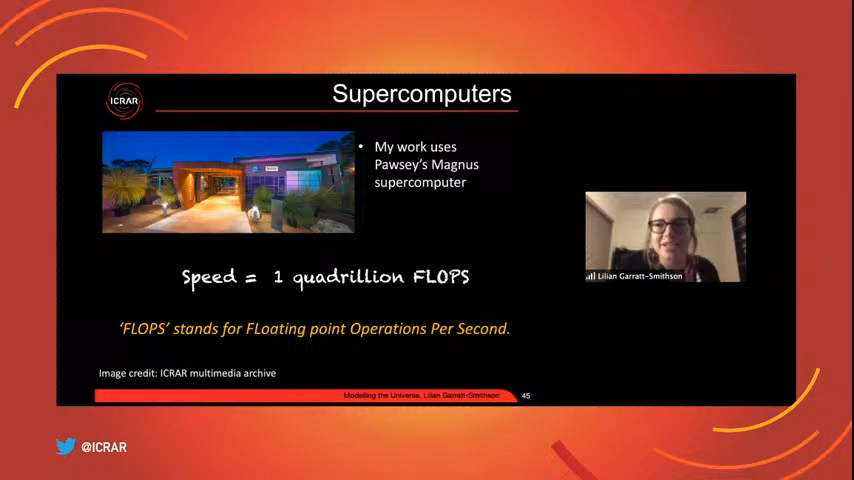 ICRAR
Supercomputers
• My work uses
Pawsey's Magnus
supercomputer
Speed = 1 quadrillion FLOPS
'FLOPS' stands for FLoating point Operations Per Second.
Lilian Garratt-Smithson
Image credit: ICRAR multimedia archive
Modelling the Universe, Lilian Garratt-Smithson
45
@ICRAR